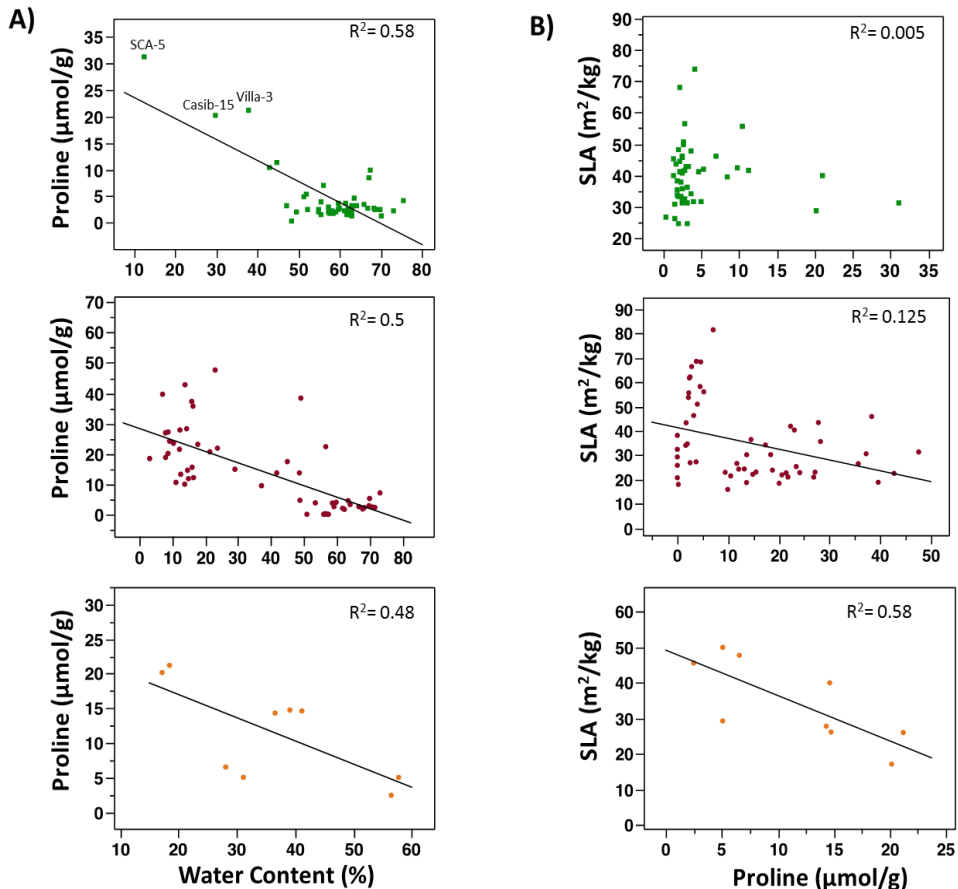 A)
R²= 0.58
SCA-5
Casib-15
Villa-3
Proline (µmol/g)
35
30
25
20
15
10
5
0
10 20 30 40 50 60 70 80
R²= 0.5
Proline (µmol/g)
70
60
50
40
30
20
10
0
0 10 20 30 40 50 60 70 80
R²= 0.48
Proline (µmol/g)
30
25
20
15
10
5
0
10 20 30 40 50 60
Water Content (%)
B)
R²= 0.005
SLA (m²/kg)
90
80
70
60
50
40
30
20
0 5 10 15 20 25 30 35
R²= 0.125
SLA (m²/kg)
90
80
70
60
50
40
30
20
10
0
0 10 20 30 40 50
R²= 0.58
SLA (m²/kg)
60
50
40
30
20
10
0
0 5 10 15 20 25
Proline (µmol/g)